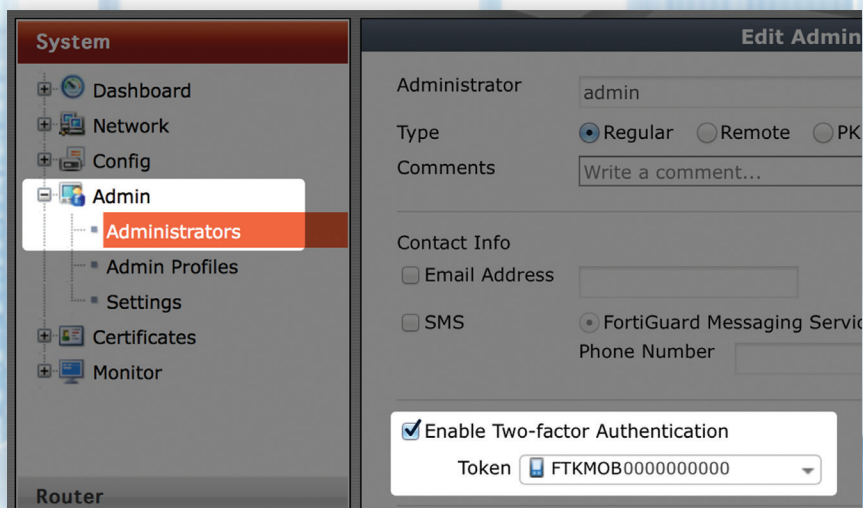 System
Dashboard
Network
Config
Admin
Administrators
Admin Profiles
Settings
Certificates
Monitor
Router
Edit Admin
Administrator admin
Type Regular Remote PK
Comments Write a comment...
Contact Info
Email Address
SMS FortiGuard Messaging Servic
Phone Number
Enable Two-factor Authentication
Token FTKMOB0000000000